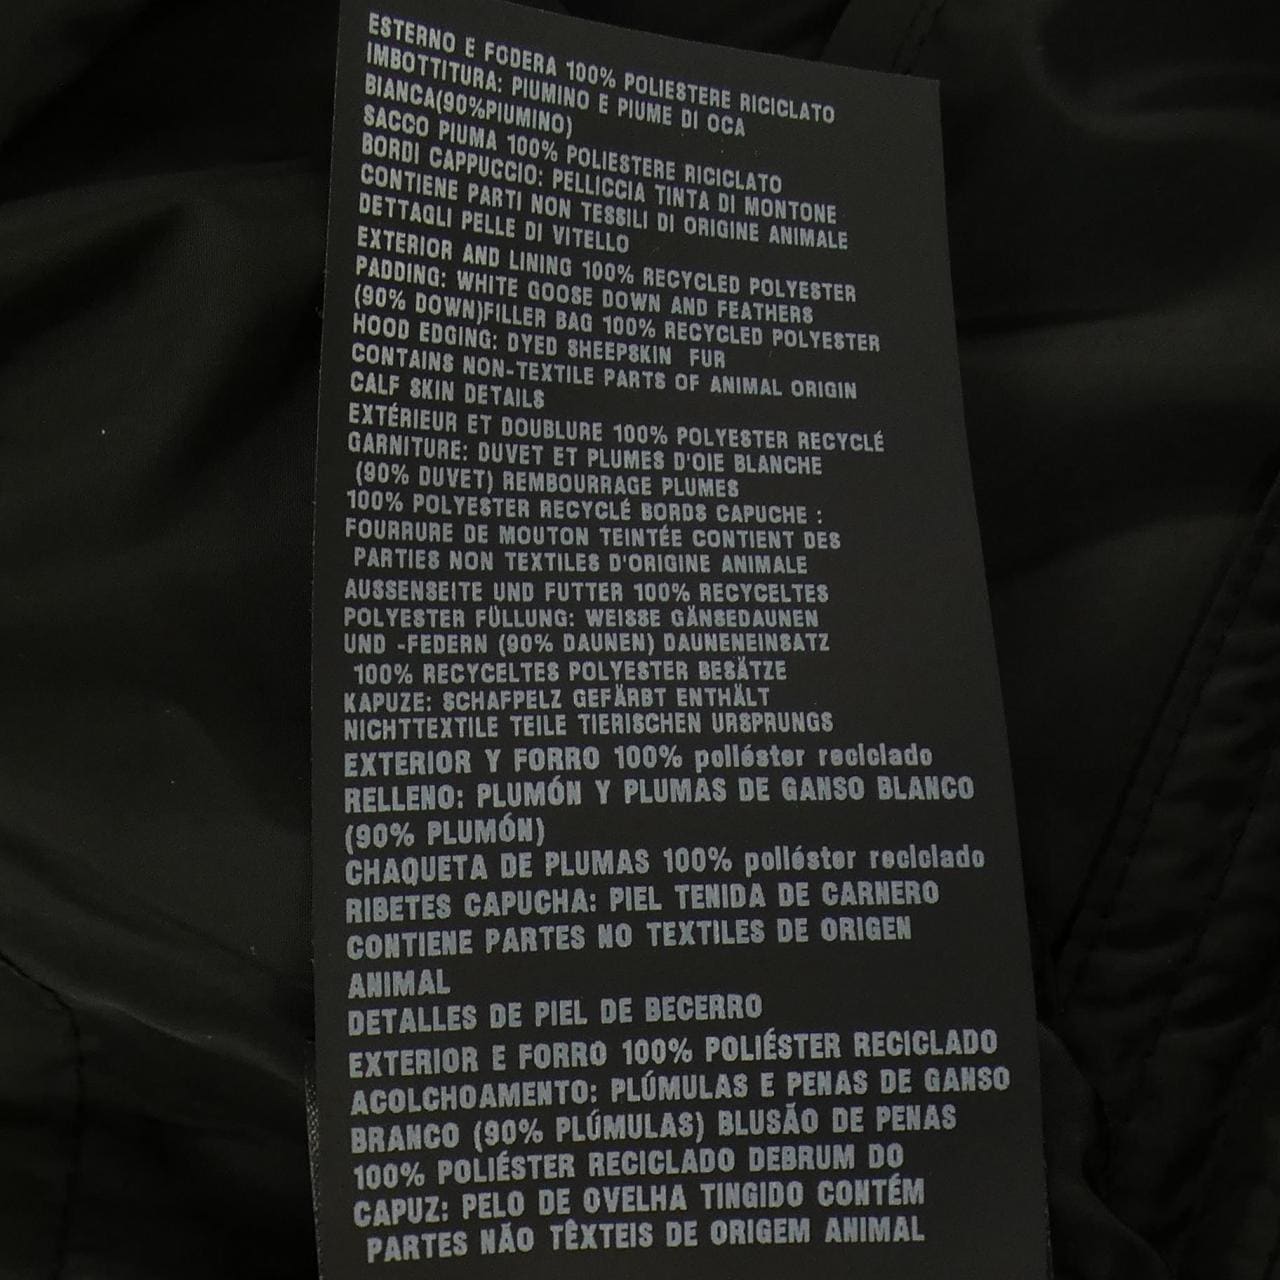 ESTERNO E FODERA 100% POLIESTERE RICICLATO
IMBOTTITURA: PIUMINO E PIUME DI OCA
BIANCA(90%PIUMINO)
SACCO PIUMA 100% POLIESTERE RICICLATO
BORDI CAPPUCCIO: PELLICCIA TINTA DI MONTONE
CONTIENE PARTI NON TESSILI DI ORIGINE ANIMALE
DETTAGLI PELLE DI VITELLO
EXTERIOR AND LINING 100% RECYCLED POLYESTER
PADDING: WHITE GOOSE DOWN AND FEATHERS
(90% DOWN)FILLER BAG 100% RECYCLED POLYESTER
HOOD EDGING: DYED SHEEPSKIN FUR
CONTAINS NON-TEXTILE PARTS OF ANIMAL ORIGIN
CALF SKIN DETAILS
EXTÉRIEUR ET DOUBLURE 100% POLYESTER RECYCLÉ
GARNITURE: DUVET ET PLUMES D'OIE BLANCHE
(90% DUVET) REMBOURRAGE PLUMES
100% POLYESTER RECYCLÉ BORDS CAPUCHE :
FOURRURE DE MOUTON TEINTÉE CONTIENT DES
PARTIES NON TEXTILES D'ORIGINE ANIMALE
AUSSENSEITE UND FUTTER 100% RECYCELTES
POLYESTER FÜLLUNG: WEISSE GÄNSEDAUNEN
UND -FEDERN (90% DAUNEN) DAUNENEINSATZ
100% RECYCELTES POLYESTER BESÄTZE
KAPUZE: SCHAFPELZ GEFÄRBT ENTHÄLT
NICHTTEXTILE TEILE TIERISCHEN URSPRUNGS
EXTERIOR Y FORRO 100% poliéster reciclado
RELLENO: PLUMÓN Y PLUMAS DE GANSO BLANCO
(90% PLUMÓN)
CHAQUETA DE PLUMAS 100% poliéster reciclado
RIBETES CAPUCHA: PIEL TENIDA DE CARNERO
CONTIENE PARTES NO TEXTILES DE ORIGEN
ANIMAL
DETALLES DE PIEL DE BECERRO
EXTERIOR E FORRO 100% POLIÉSTER RECICLADO
ACOLCHOAMENTO: PLÚMULAS E PENAS DE GANSO
BRANCO (90% PLÚMULAS) BLUSÃO DE PENAS
100% POLIÉSTER RECICLADO DEBRUM DO
CAPUZ: PELO DE OVELHA TINGIDO CONTÉM
PARTES NÃO TÊXTEIS DE ORIGEM ANIMAL